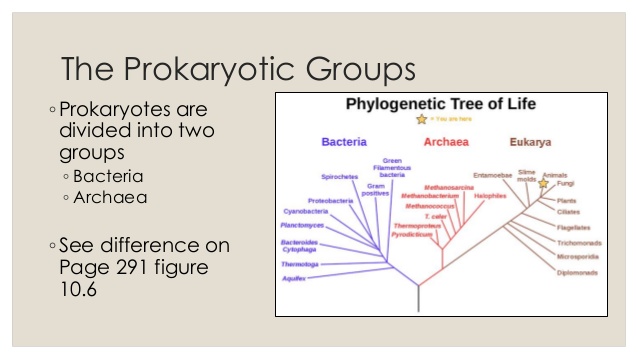 The Prokaryotic Groups
◦Prokaryotes are
divided into two
groups
◦Bacteria
◦Archaea
◦See difference on
Page 291 figure
10.6
Phylogenetic Tree of Life
= You are here
Bacteria
Archaea
Eukarya
Green
Filamentous
bacteria
Spirochetes
Gram
positives
Proteobacteria
Cyanobacteria
Planctomyces
Bacteroides
Cytophaga
Thermotoga
Aquifex
Methanosarcina
Methanobacterium
Halophiles
Methanococcus
T. celer
Thermoproteus
Pyrodicticum
Entamoebae
Slime
molds
Animals
Fungi
Plants
Ciliates
Flagellates
Trichomonads
Microsporidia
Diplomonads